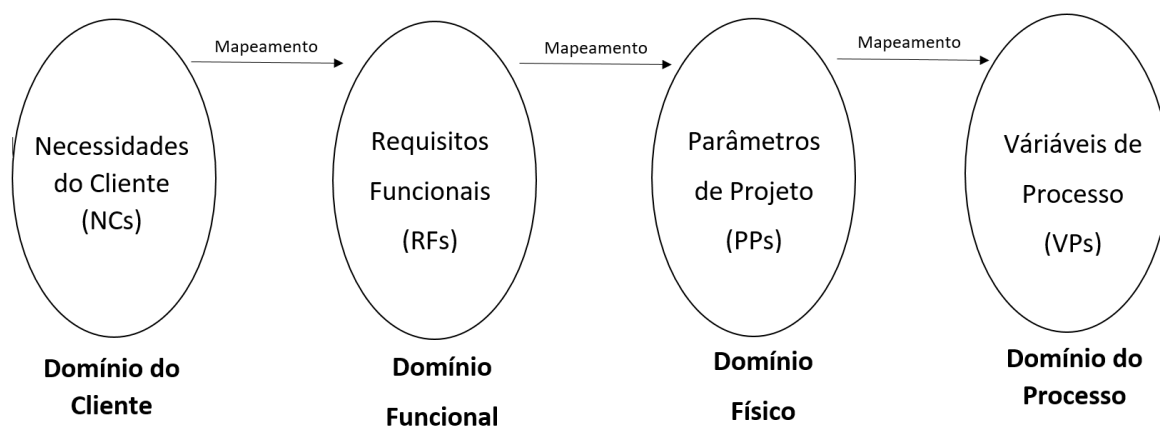 Mapeamento
Mapeamento
Mapeamento
Necessidades
do Cliente
(NCs)
Requisitos
Funcionais
(RFs)
Parâmetros
de Projeto
(PPs)
Váriáveis de
Processo
(VPs)
Domínio do
Cliente
Domínio
Funcional
Domínio
Físico
Domínio do
Processo